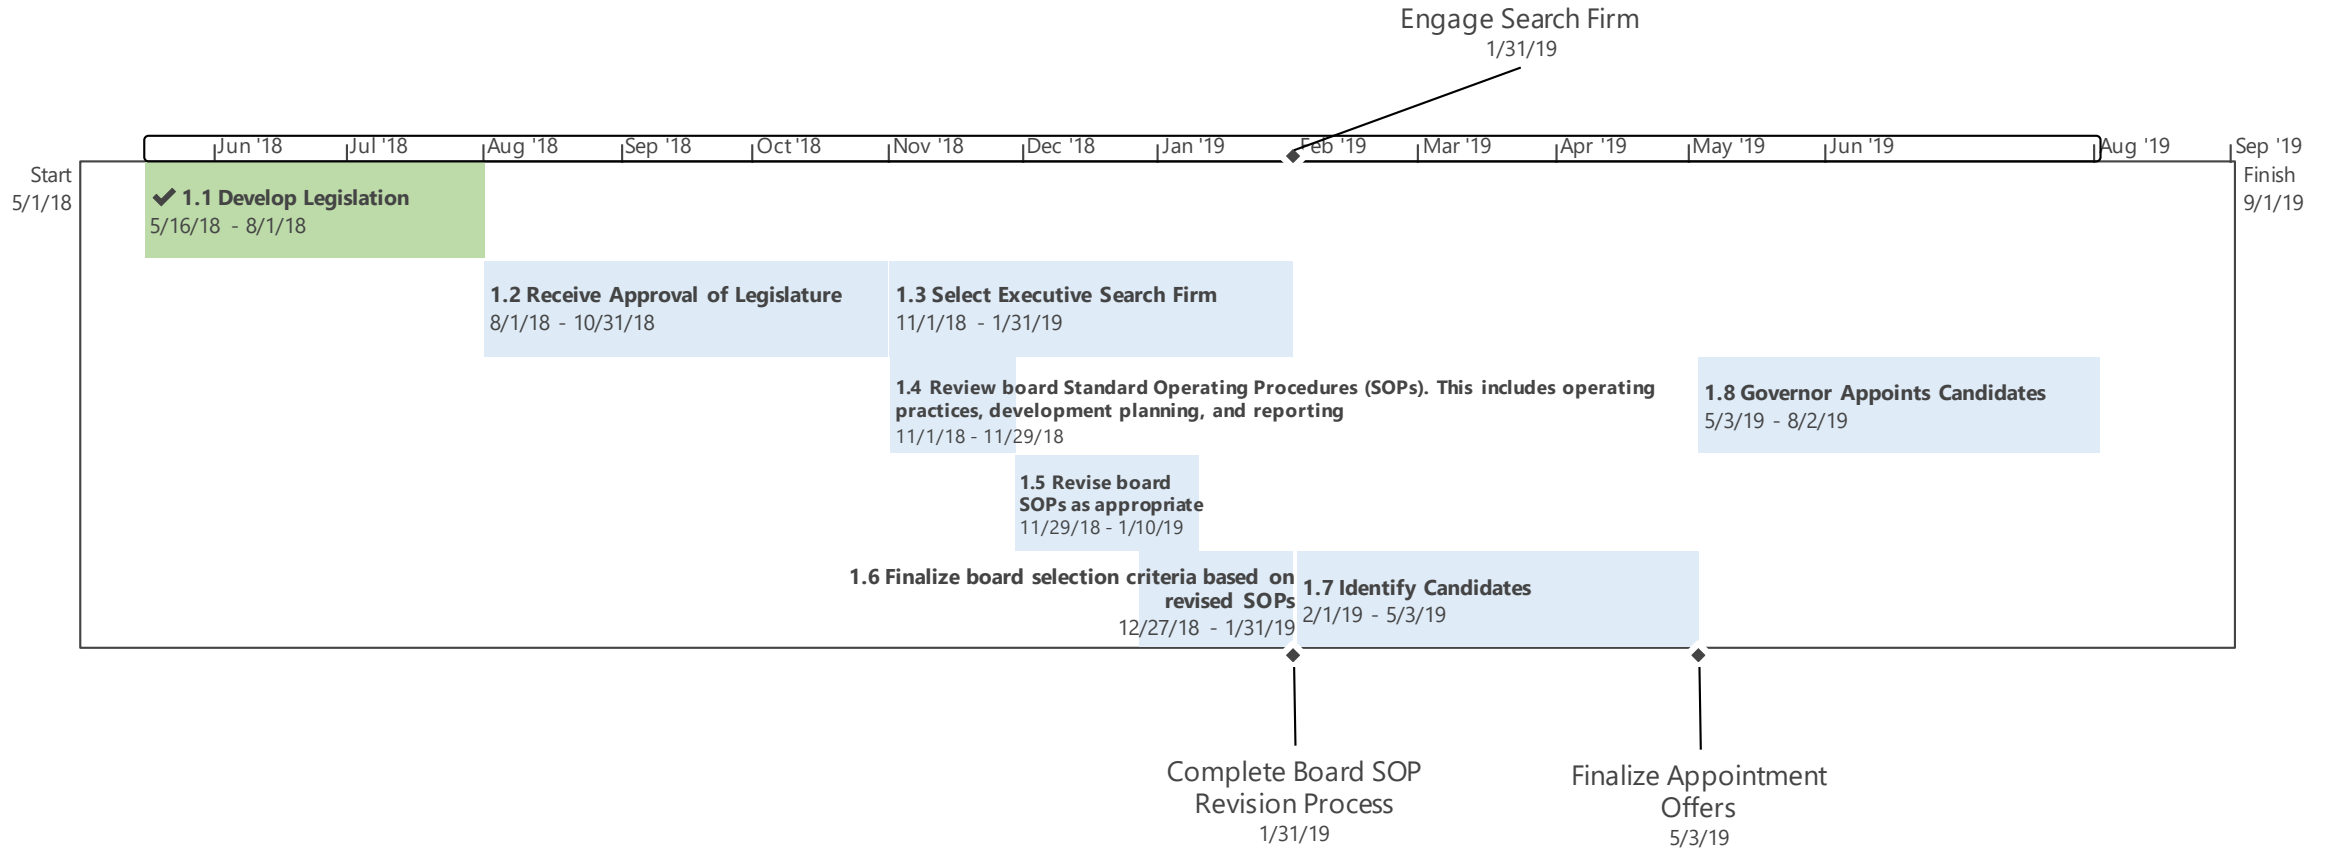 Engage Search Firm
1/31/19
Jun '18 Jul '18 Aug '18 Sep '18 Oct '18 Nov '18 Dec '18 Jan '19 Feb '19 Mar '19 Apr '19 May '19 Jun '19 Aug '19 Sep '19
Start
5/1/18
Finish
9/1/19
1.1 Develop Legislation
5/16/18 - 8/1/18
1.2 Receive Approval of Legislature
8/1/18 - 10/31/18
1.3 Select Executive Search Firm
11/1/18 - 1/31/19
1.4 Review board Standard Operating Procedures (SOPs). This includes operating
practices, development planning, and reporting
11/1/18 - 11/29/18
1.8 Governor Appoints Candidates
5/3/19 - 8/2/19
1.5 Revise board
SOPs as appropriate
11/29/18 - 1/10/19
1.6 Finalize board selection criteria based on
revised SOPs
12/27/18 - 1/31/19
1.7 Identify Candidates
2/1/19 - 5/3/19
Complete Board SOP
Revision Process
1/31/19
Finalize Appointment
Offers
5/3/19